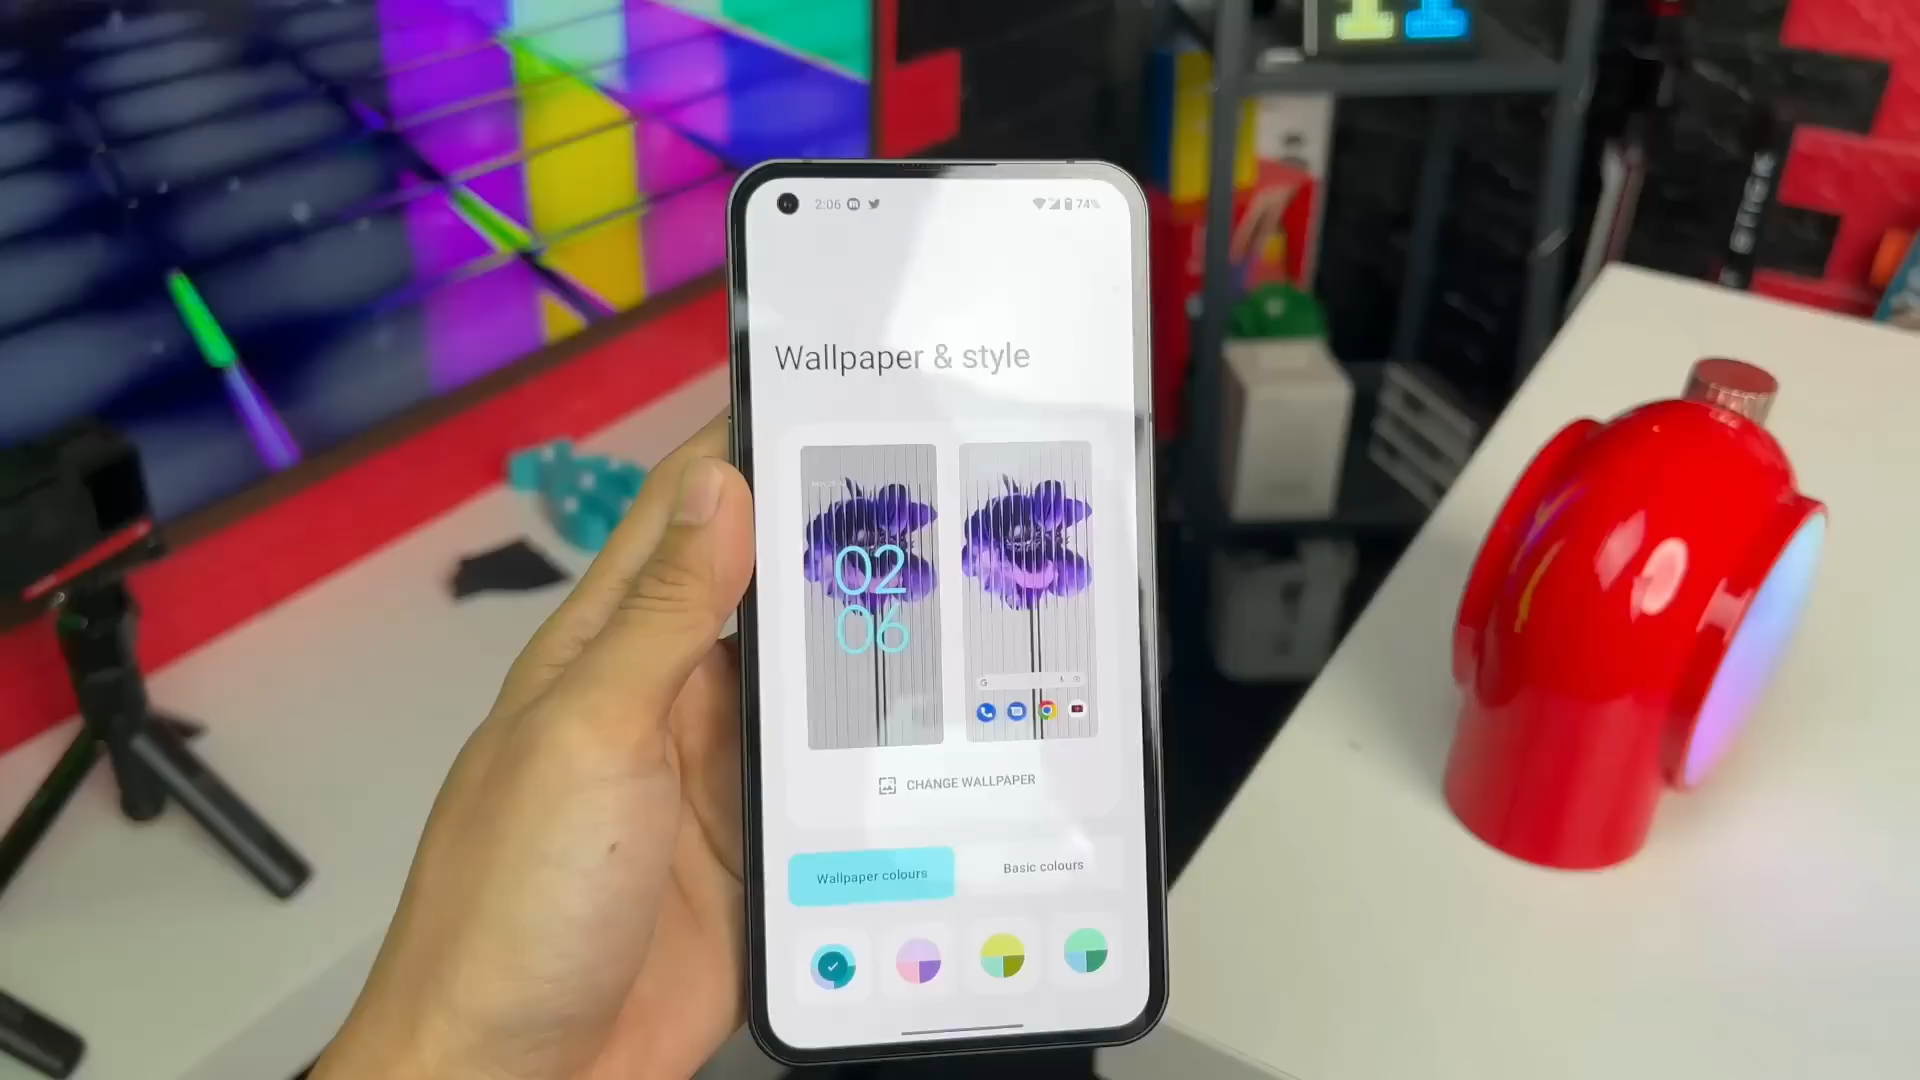 2:06
74%
Wallpaper & style
02
06
G
CHANGE WALLPAPER
Wallpaper colours
Basic colours